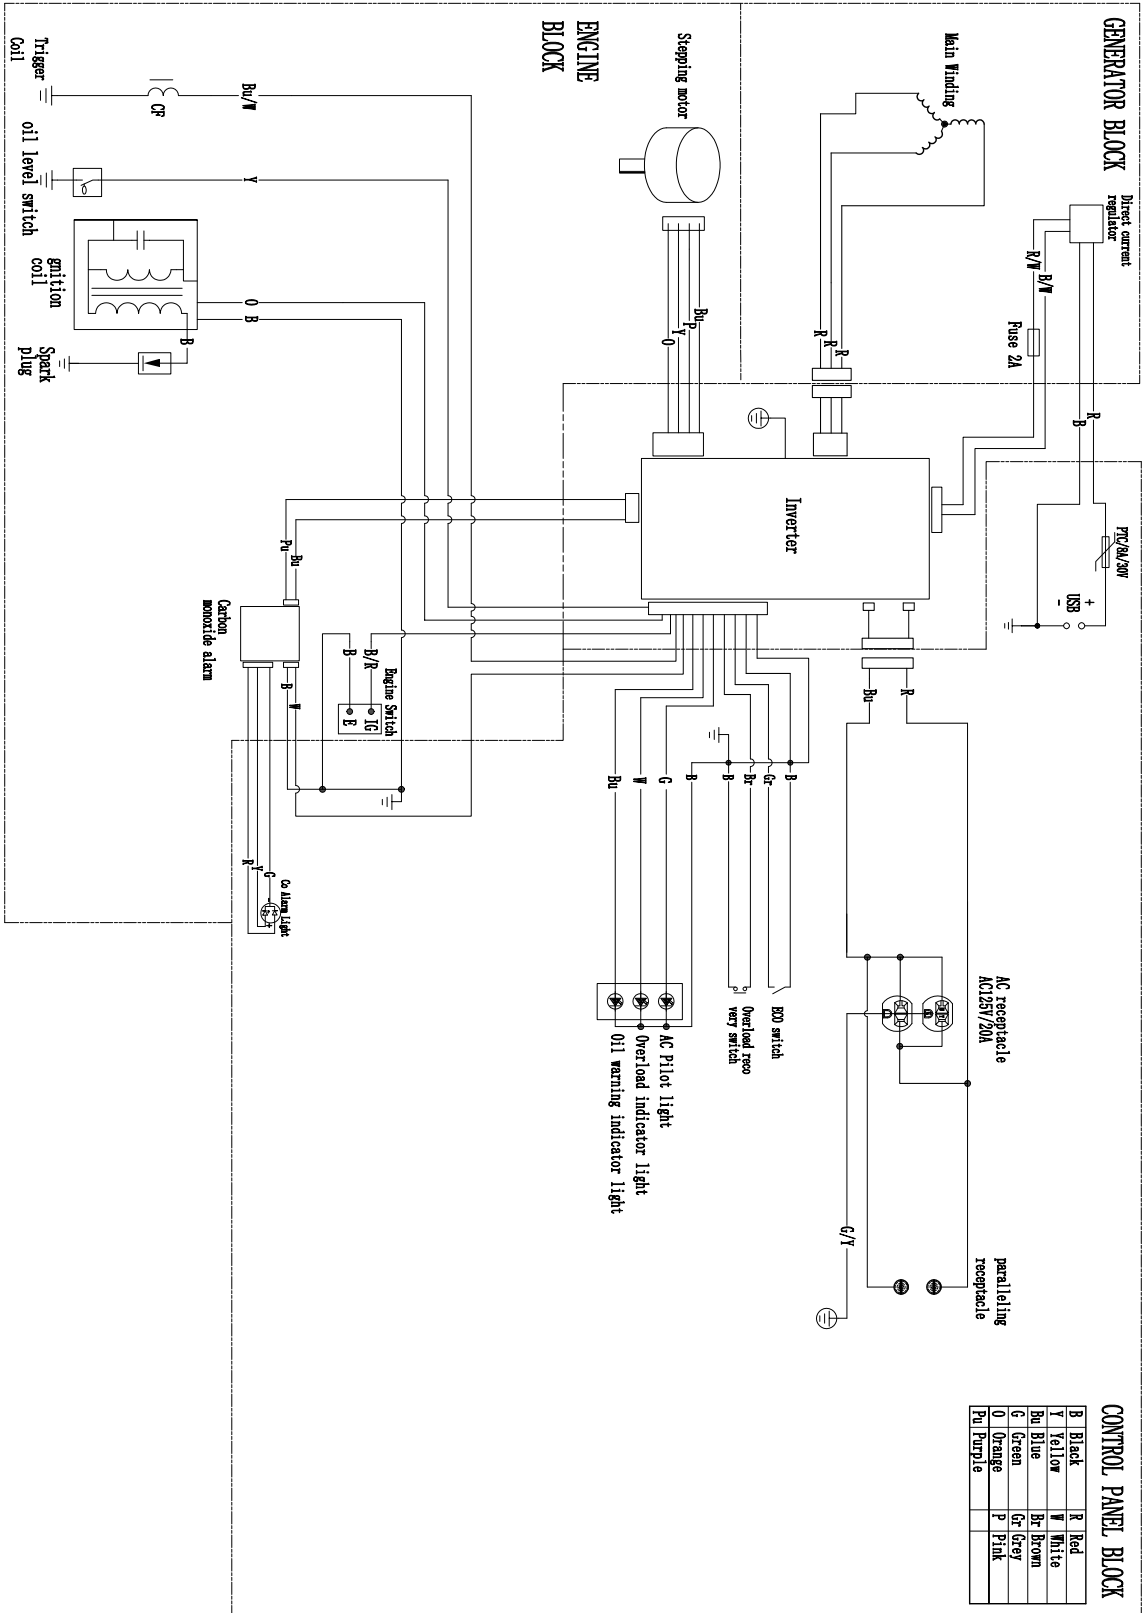 GENERATOR BLOCK
Direct current
regulator
Main Winding
R/W
B/W
Fuse 2A
R
B
PTC/8A/30V
+
USB
-
R
R
R
ENGINE
BLOCK
Stepping motor
Bu
P
Y
O
Trigger
Coil
CF
Bu/W
oil level switch
Y
gnition
coil
O
B
B
Spark
plug
Inverter
Pu
Bu
Carbon
monoxide alarm
B
W
B/R
B
Engine Switch
IG
E
R
Y
G
Co Alarm Light
-
+
R
Bu
B
Gr
Br
B
B
G
W
Bu
ECO switch
Overload reco
very switch
AC Pilot light
Overload indicator light
Oil warning indicator light
AC receptacle
AC125V/20A
G/Y
paralleling
receptacle
CONTROL PANEL BLOCK
B Black R Red
Y Yellow W White
Bu Blue Br Brown
G Green Gr Grey
O Orange P Pink
Pu Purple